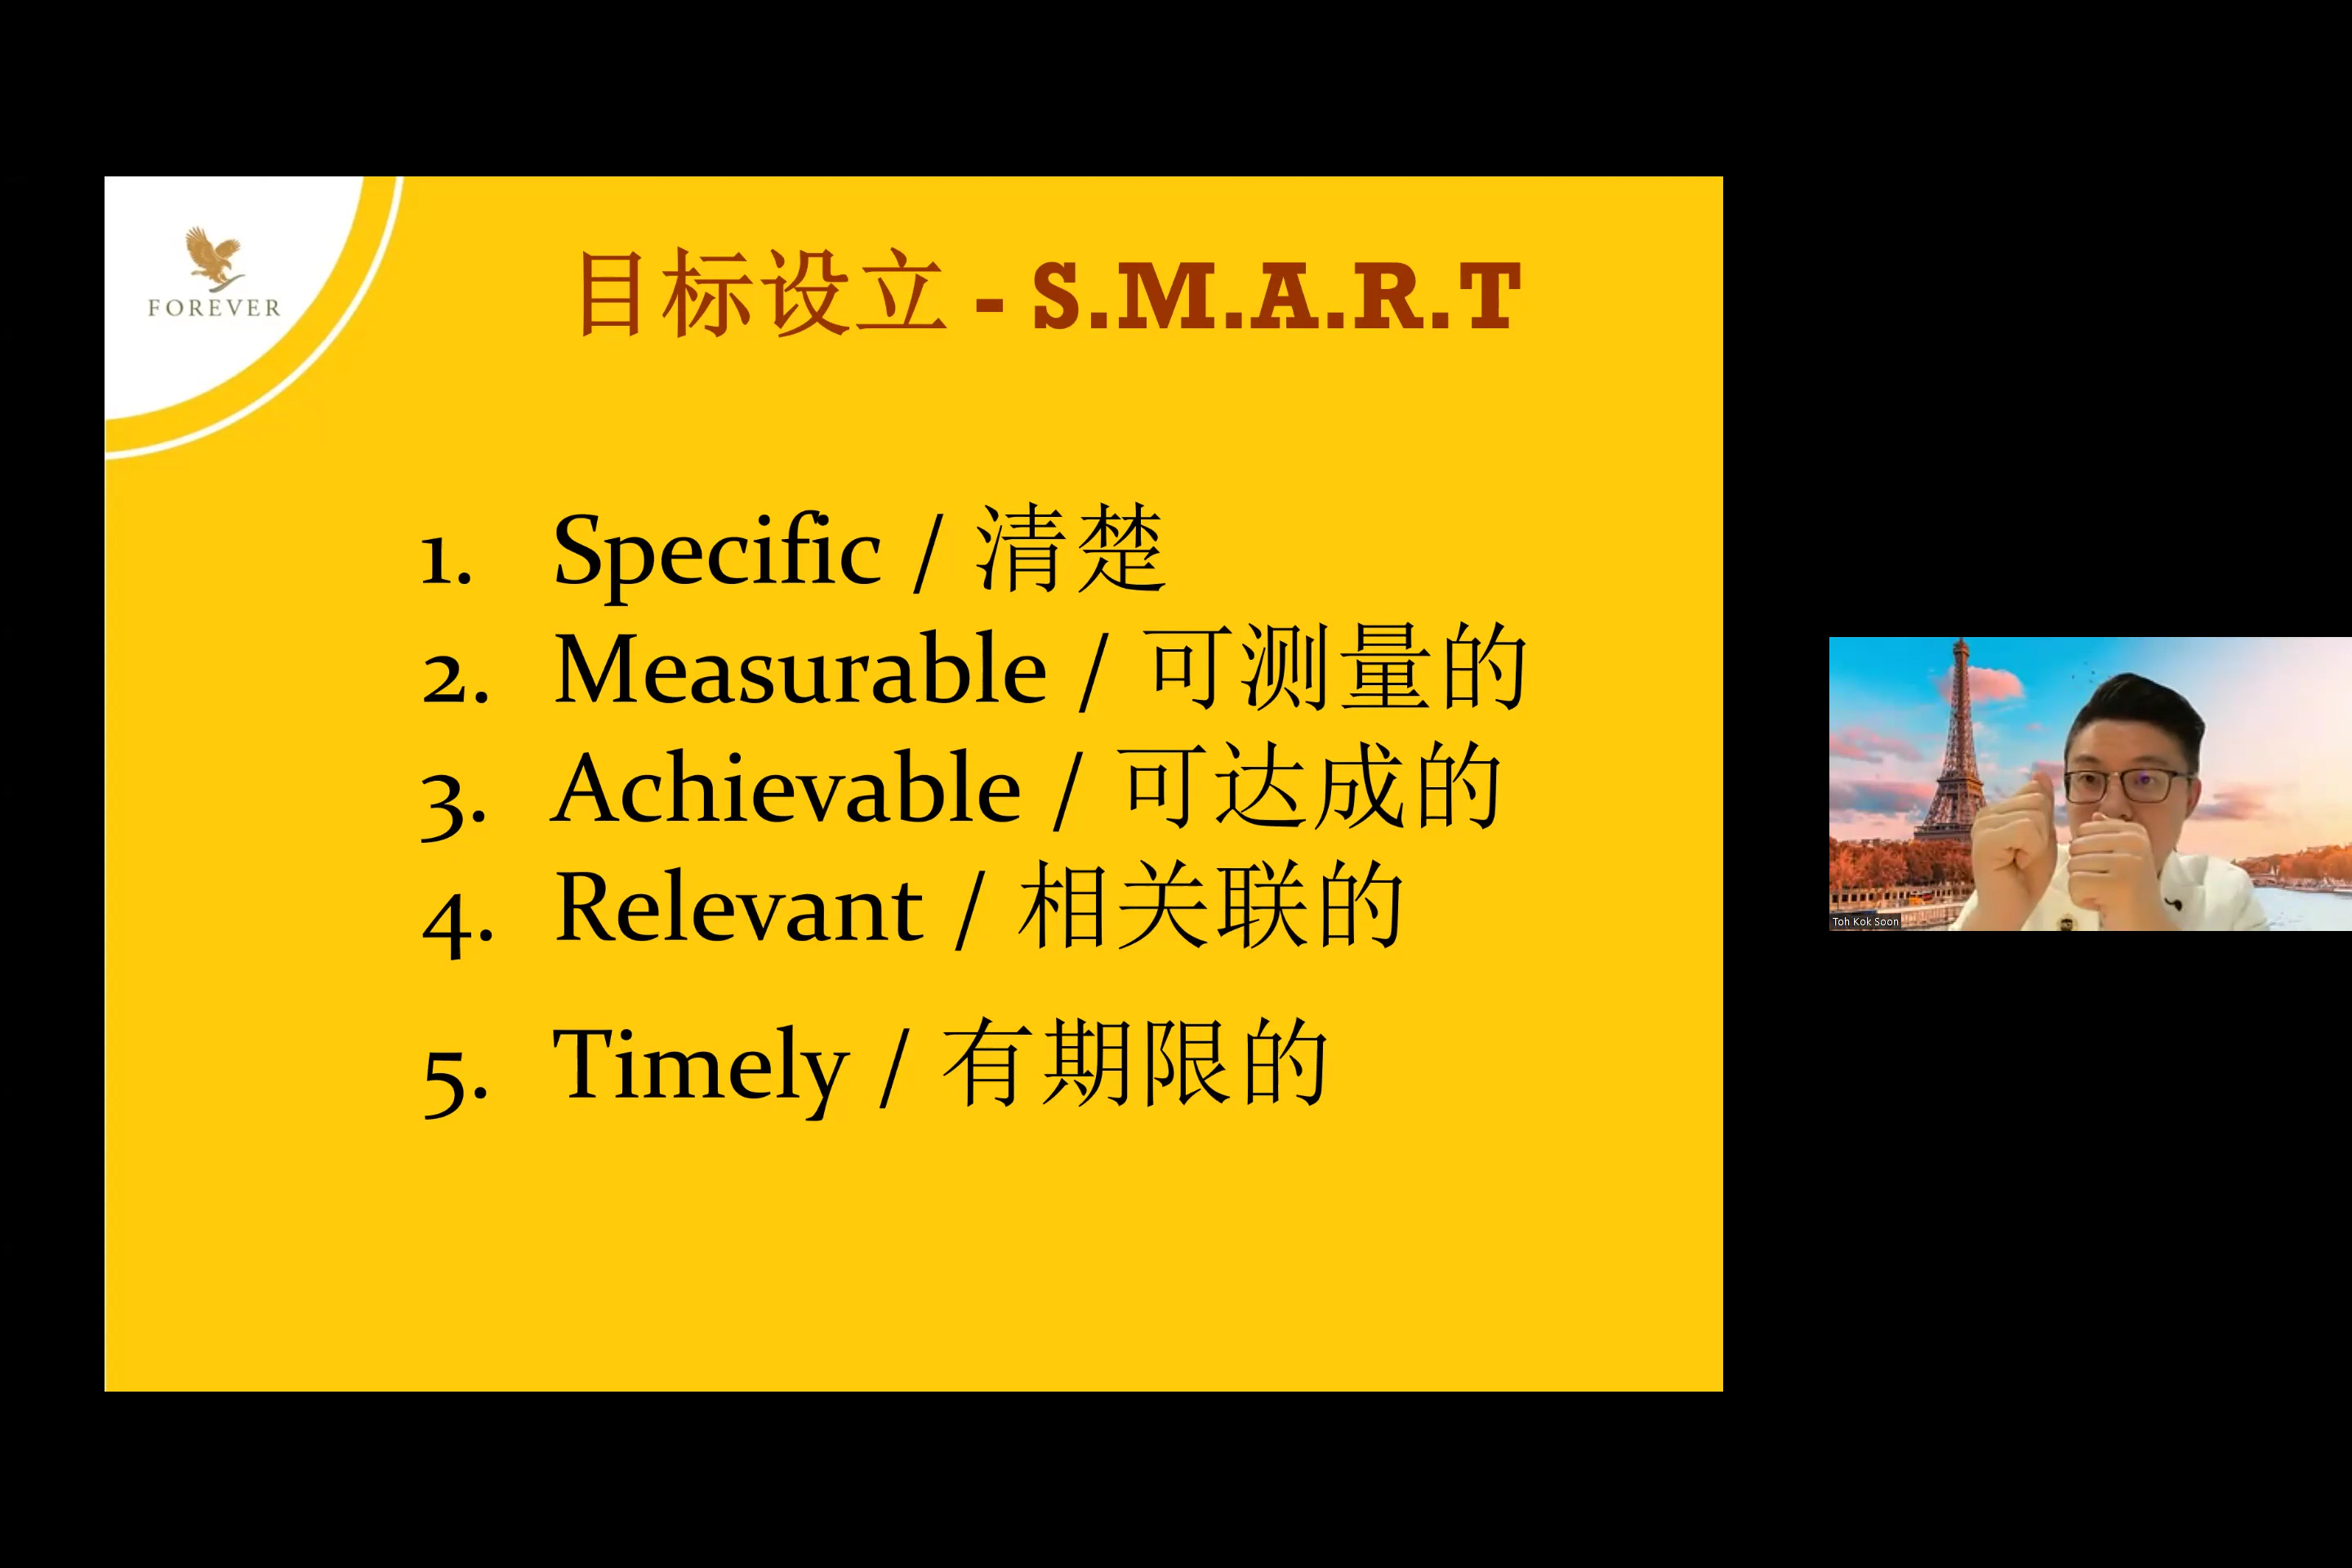 FOREVER
目标设立 - S.M.A.R.T
1. Specific / 清楚
2. Measurable / 可测量的
3. Achievable / 可达成的
4. Relevant / 相关联的
5. Timely / 有期限的
Toh Kok Soon